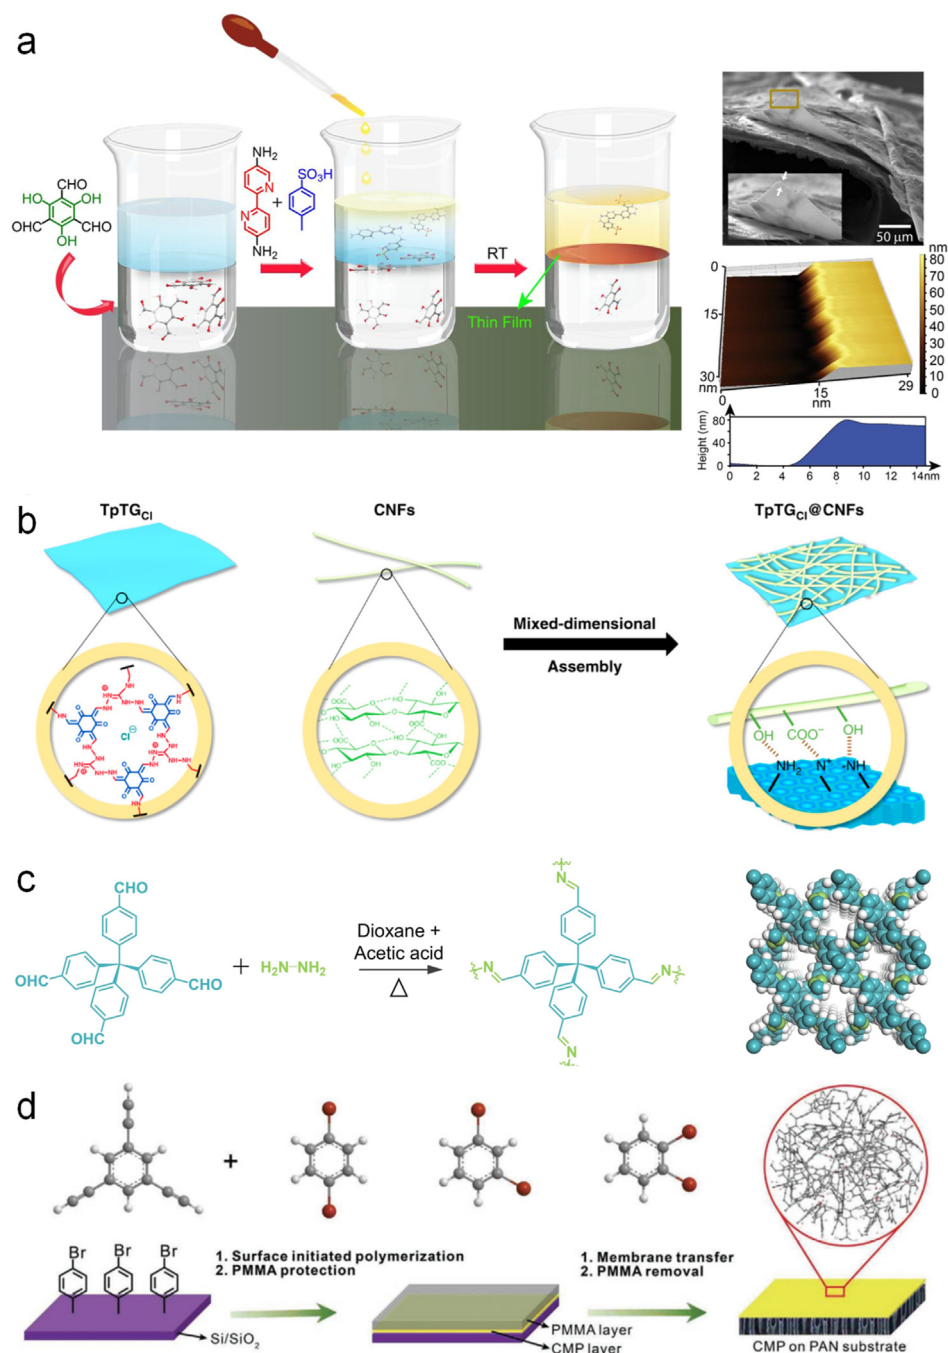 a
CHO
HO
OH
OHC
CHO
OH
NH₂
N
N
NH₂
+
SO₃H
RT
Thin Film
50 µm
nm
80
70
60
50
40
30
20
10
0
0
15
30
nm
0
15
29
nm
Height (nm)
80
40
0
0
2
4
6
8
10
12
14nm
b
TpTG_Cl
CNFs
TpTG_Cl@CNFs
Mixed-dimensional
Assembly
Cl⊖
OH
COO⁻
OH
NH₂
N⁺
-NH
c
CHO
OHC
CHO
OHC
+
H₂N–NH₂
Dioxane +
Acetic acid
△
N
N
N
N
d
+
Br
Br
Br
1. Surface initiated polymerization
2. PMMA protection
1. Membrane transfer
2. PMMA removal
Si/SiO₂
PMMA layer
CMP layer
CMP on PAN substrate